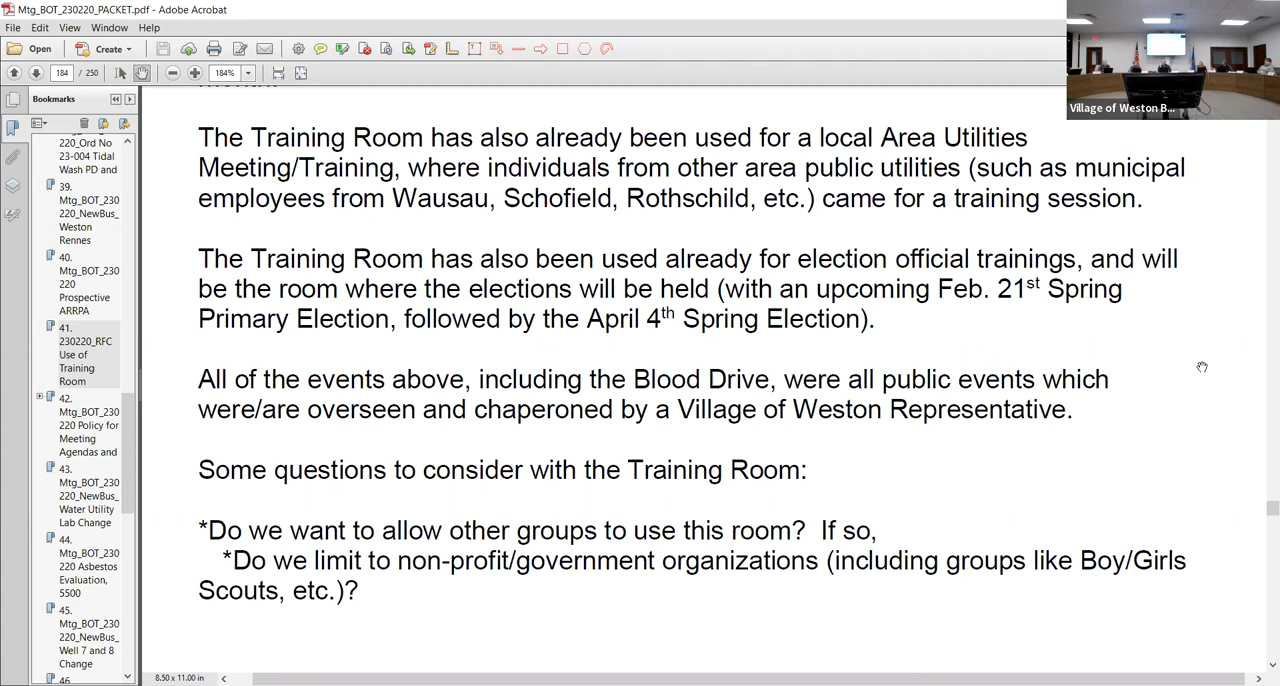 Mtg_BOT_230220_PACKET.pdf - Adobe Acrobat
File Edit View Window Help
Open Create
184 / 250 184%
Bookmarks
220_Ord No
23-004 Tidal
Wash PD and
39.
Mtg_BOT_230
220_NewBus_
Weston
Rennes
40.
Mtg_BOT_230
220
Prospective
ARRPA
41.
230220_RFC
Use of
Training
Room
42.
Mtg_BOT_230
220 Policy for
Meeting
Agendas and
43.
Mtg_BOT_230
220_NewBus_
Water Utility
Lab Change
44.
Mtg_BOT_230
220 Asbestos
Evaluation,
5500
45.
Mtg_BOT_230
220_NewBus_
Well 7 and 8
Change
46.
The Training Room has also already been used for a local Area Utilities
Meeting/Training, where individuals from other area public utilities (such as municipal
employees from Wausau, Schofield, Rothschild, etc.) came for a training session.
The Training Room has also been used already for election official trainings, and will
be the room where the elections will be held (with an upcoming Feb. 21st Spring
Primary Election, followed by the April 4th Spring Election).
All of the events above, including the Blood Drive, were all public events which
were/are overseen and chaperoned by a Village of Weston Representative.
Some questions to consider with the Training Room:
*Do we want to allow other groups to use this room? If so,
*Do we limit to non-profit/government organizations (including groups like Boy/Girls
Scouts, etc.)?
8.50 x 11.00 in
Village of Weston B...